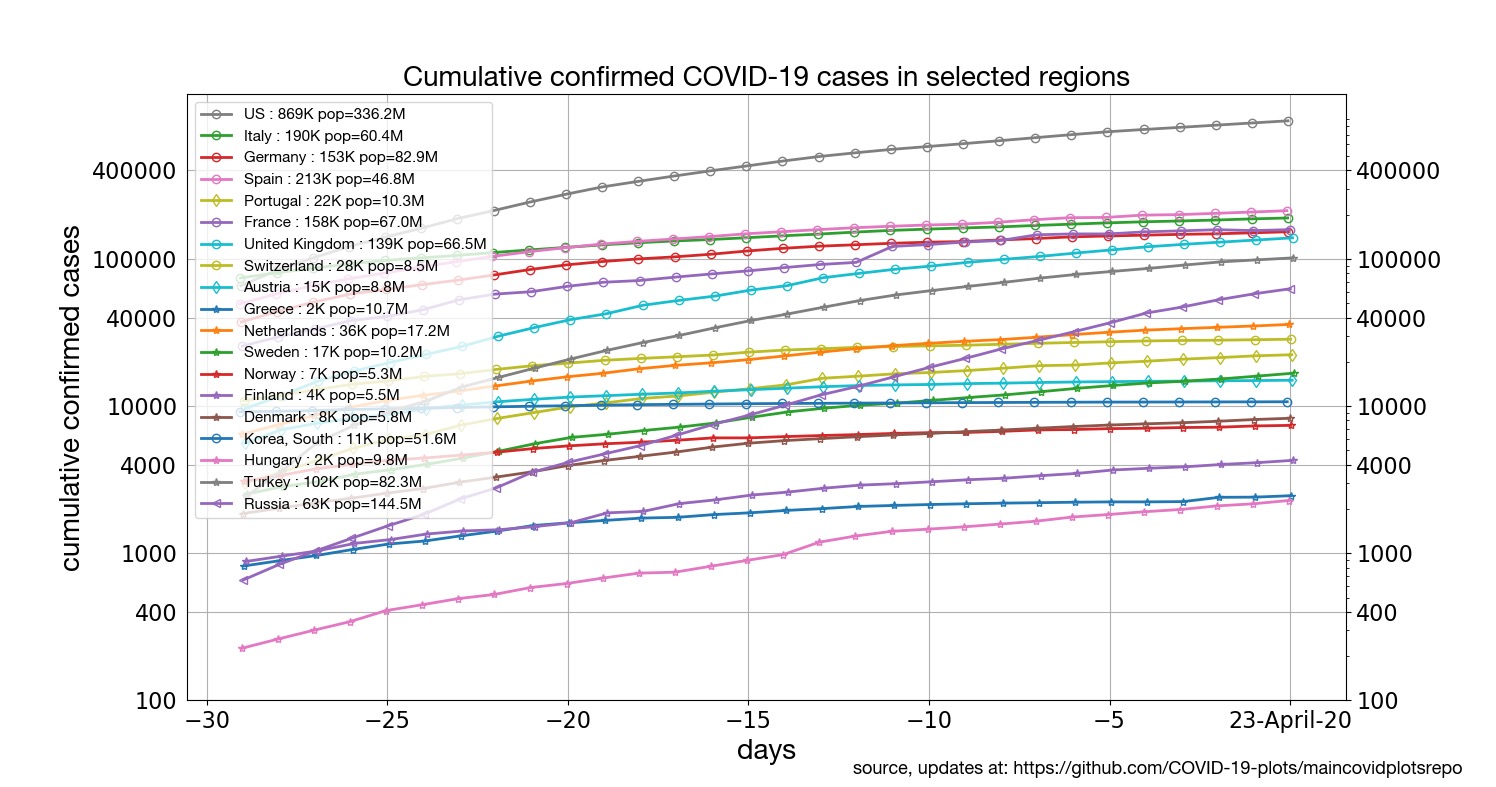 Cumulative confirmed COVID-19 cases in selected regions
US : 869K pop=336.2M
Italy : 190K pop=60.4M
Germany : 153K pop=82.9M
Spain : 213K pop=46.8M
Portugal : 22K pop=10.3M
France : 158K pop=67.0M
United Kingdom : 139K pop=66.5M
Switzerland : 28K pop=8.5M
Austria : 15K pop=8.8M
Greece : 2K pop=10.7M
Netherlands : 36K pop=17.2M
Sweden : 17K pop=10.2M
Norway : 7K pop=5.3M
Finland : 4K pop=5.5M
Denmark : 8K pop=5.8M
Korea, South : 11K pop=51.6M
Hungary : 2K pop=9.8M
Turkey : 102K pop=82.3M
Russia : 63K pop=144.5M
cumulative confirmed cases
400000
100000
40000
10000
4000
1000
400
100
400000
100000
40000
10000
4000
1000
400
100
−30 −25 −20 −15 −10 −5 23-April-20
days
source, updates at: https://github.com/COVID-19-plots/maincovidplotsrepo